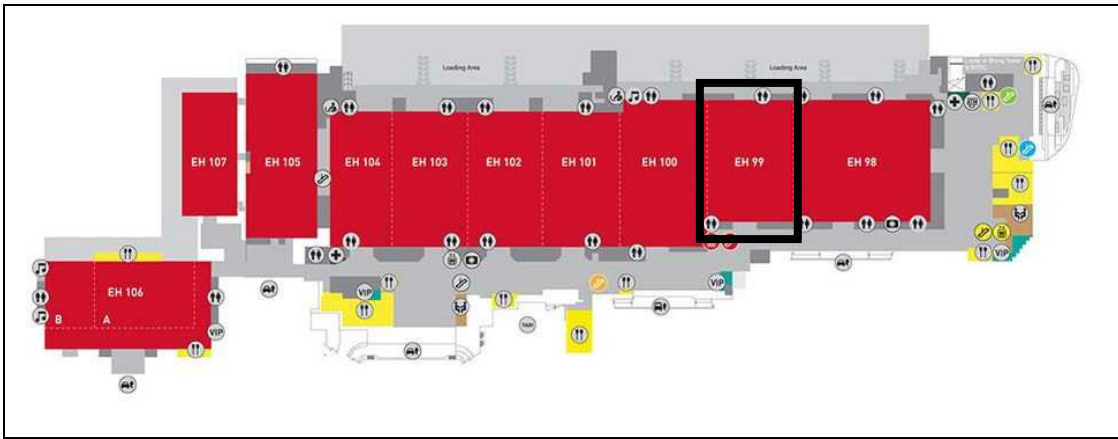 Loading Area
Loading Area
EH 107
EH 105
EH 104
EH 103
EH 102
EH 101
EH 100
EH 99
EH 98
EH 106
B
A
VIP
VIP
VIP
VIP
TAXI